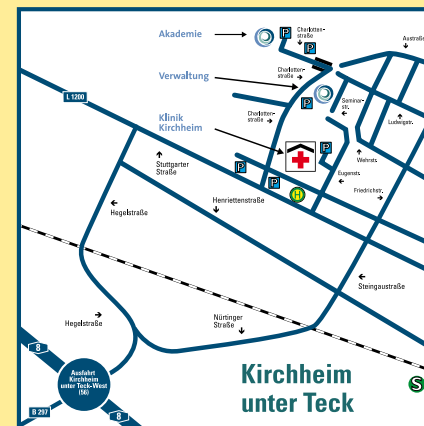 Akademie
Charlotten-
straße
P
P
Austraße
Verwaltung
Charlotten-
straße
L 1200
P
Seminar-
str.
Klinik
Kirchheim
Charlotten-
straße
Ludwigstr.
P
Wehrstr.
Stuttgarter
Straße
P
P
Eugenstr.
Friedrichstr.
H
Hegelstraße
Henriettenstraße
Steingaustraße
Hegelstraße
Nürtinger
Straße
8
Ausfahrt
Kirchheim
unter Teck-West
(56)
Kirchheim
unter Teck
S
B 297
8